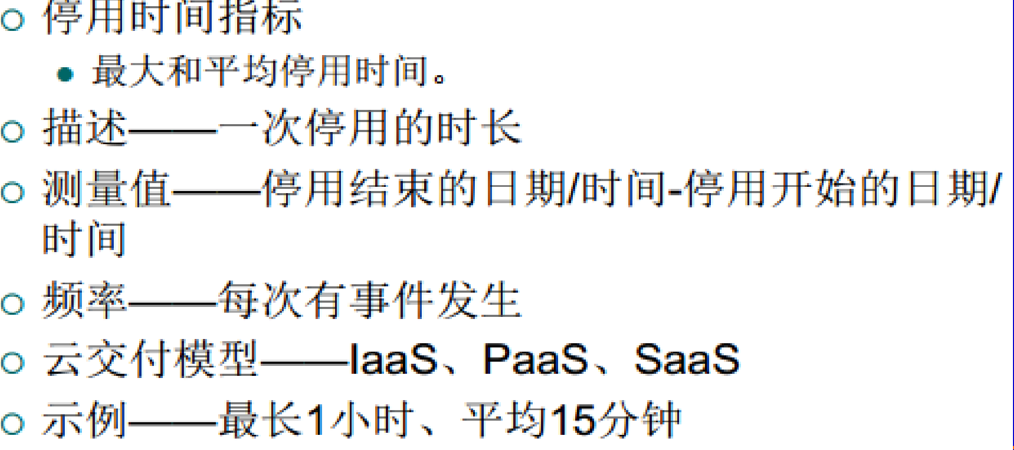 停用时间指标
最大和平均停用时间。
描述——一次停用的时长
测量值——停用结束的日期/时间-停用开始的日期/
时间
频率——每次有事件发生
云交付模型——IaaS、PaaS、SaaS
示例——最长1小时、平均15分钟